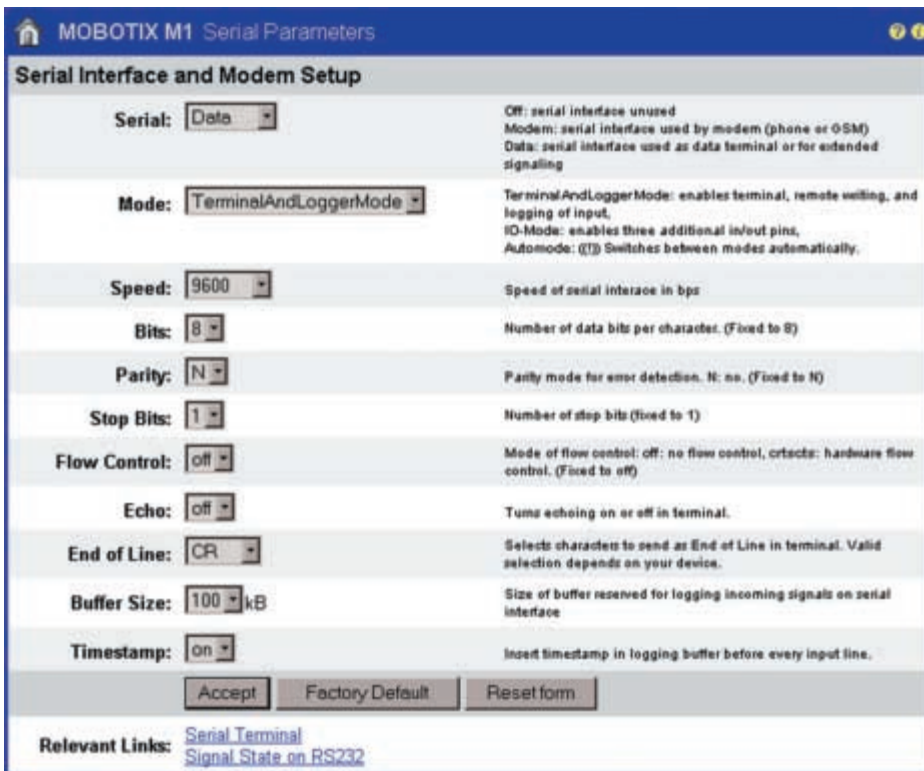 MOBOTIX M1 Serial Parameters
Serial Interface and Modem Setup
Serial: Data
Off: serial interface unused
Modem: serial interface used by modem (phone or GSM)
Data: serial interface used as data terminal or for extended
signaling
Mode: TerminalAndLoggerMode
TerminalAndLoggerMode: enables terminal, remote writing, and
logging of input,
IO-Mode: enables three additional in/out pins,
Automode: ((!)) Switches between modes automatically.
Speed: 9600
Speed of serial interace in bps
Bits: 8
Number of data bits per character. (Fixed to 8)
Parity: N
Parity mode for error detection. N: no. (Fixed to N)
Stop Bits: 1
Number of stop bits (fixed to 1)
Flow Control: off
Mode of flow control: off: no flow control, crtscts: hardware flow
control. (Fixed to off)
Echo: off
Turns echoing on or off in terminal.
End of Line: CR
Selects characters to send as End of Line in terminal. Valid
selection depends on your device.
Buffer Size: 100 kB
Size of buffer reserved for logging incoming signals on serial
interface
Timestamp: on
Insert timestamp in logging buffer before every input line.
Accept Factory Default Reset form
Relevant Links: Serial Terminal
Signal State on RS232